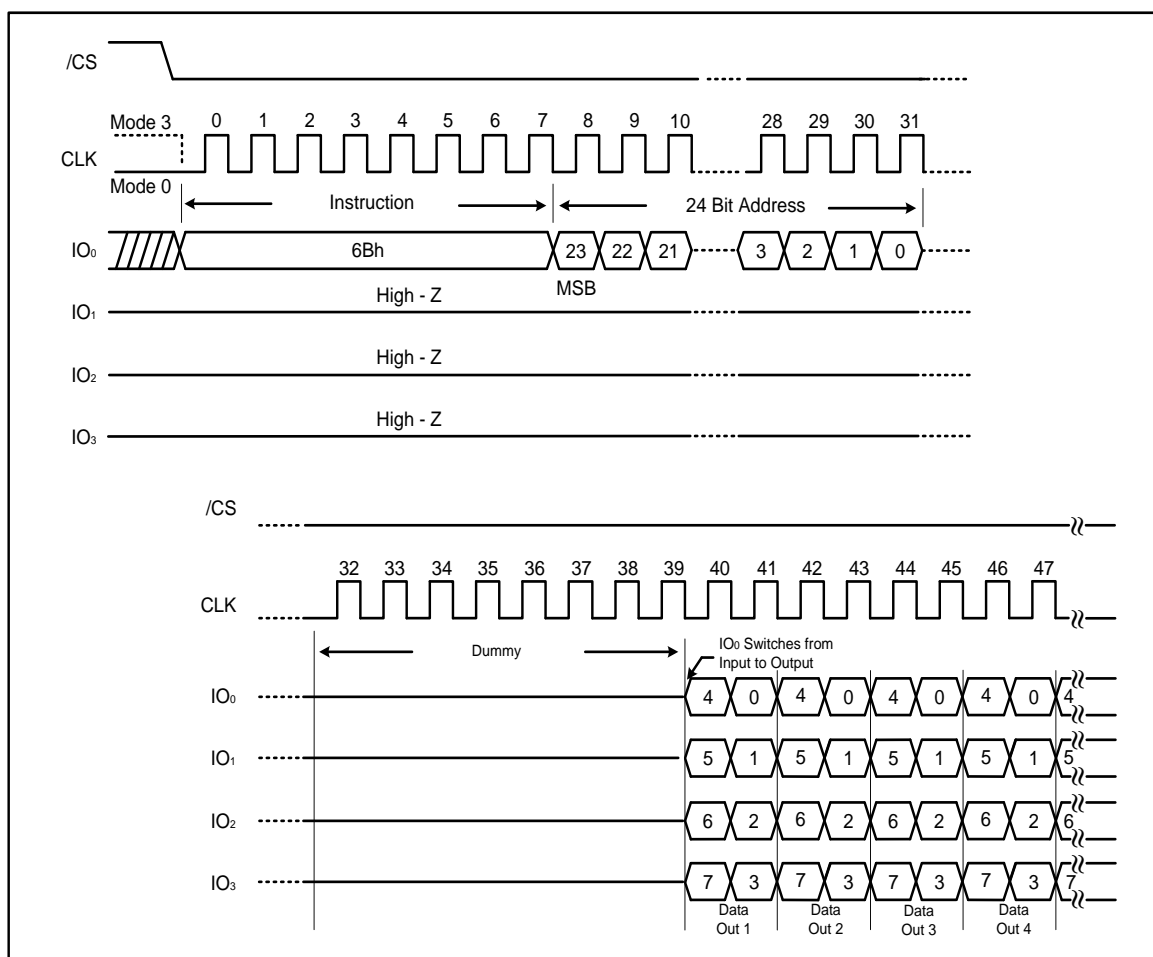 /CS
Mode 3 0 1 2 3 4 5 6 7 8 9 10 28 29 30 31
CLK
Mode 0
Instruction 24 Bit Address
IO0 6Bh 23 22 21 3 2 1 0
MSB
High - Z
IO1
High - Z
IO2
High - Z
IO3
/CS
32 33 34 35 36 37 38 39 40 41 42 43 44 45 46 47
CLK
Dummy
IO0 Switches from
Input to Output
IO0 4 0 4 0 4 0 4 0 4
IO1 5 1 5 1 5 1 5 1 5
IO2 6 2 6 2 6 2 6 2 6
IO3 7 3 7 3 7 3 7 3 7
Data Data Data Data
Out 1 Out 2 Out 3 Out 4